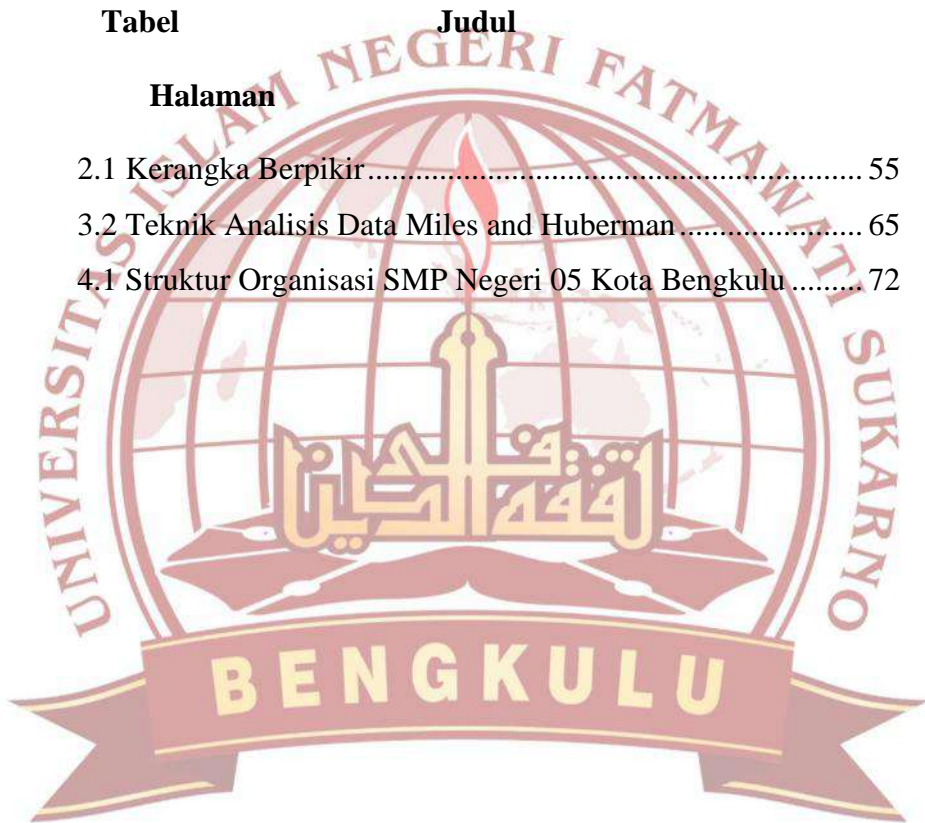 Tabel Judul
Halaman
2.1 Kerangka Berpikir.............................................................. 55
3.2 Teknik Analisis Data Miles and Huberman....................... 65
4.1 Struktur Organisasi SMP Negeri 05 Kota Bengkulu......... 72
UNIVERSITAS ISLAM NEGERI FATMAWATI SUKARNO
BENGKULU